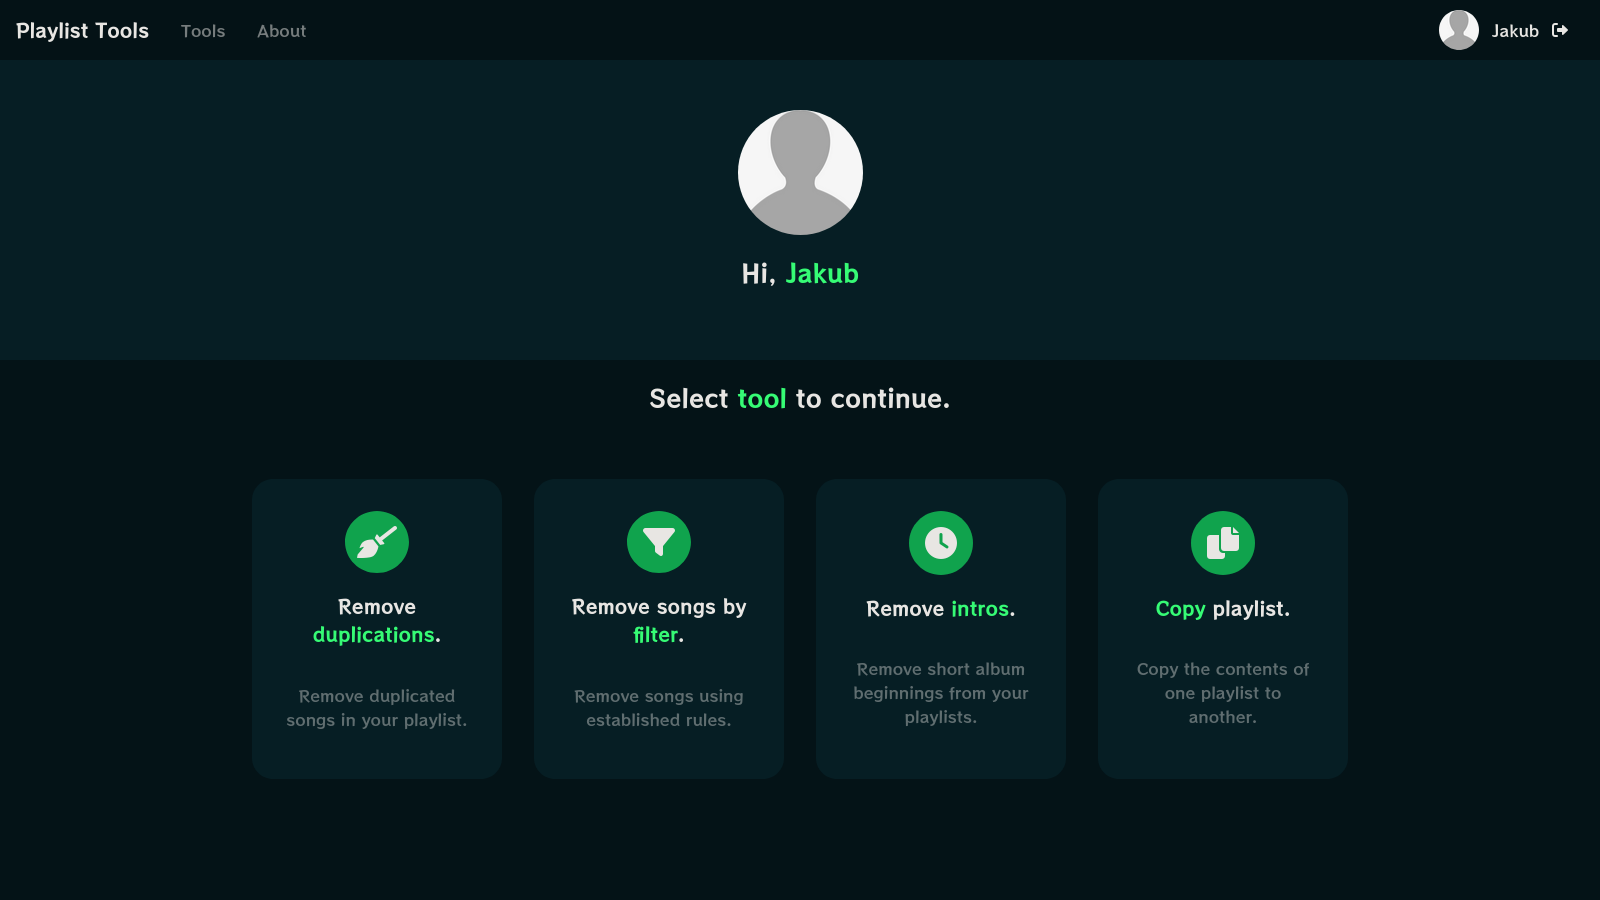 Playlist Tools
Tools
About
Jakub
Hi, Jakub
Select tool to continue.
Remove
duplications.
Remove duplicated
songs in your playlist.
Remove songs by
filter.
Remove songs using
established rules.
Remove intros.
Remove short album
beginnings from your
playlists.
Copy playlist.
Copy the contents of
one playlist to
another.